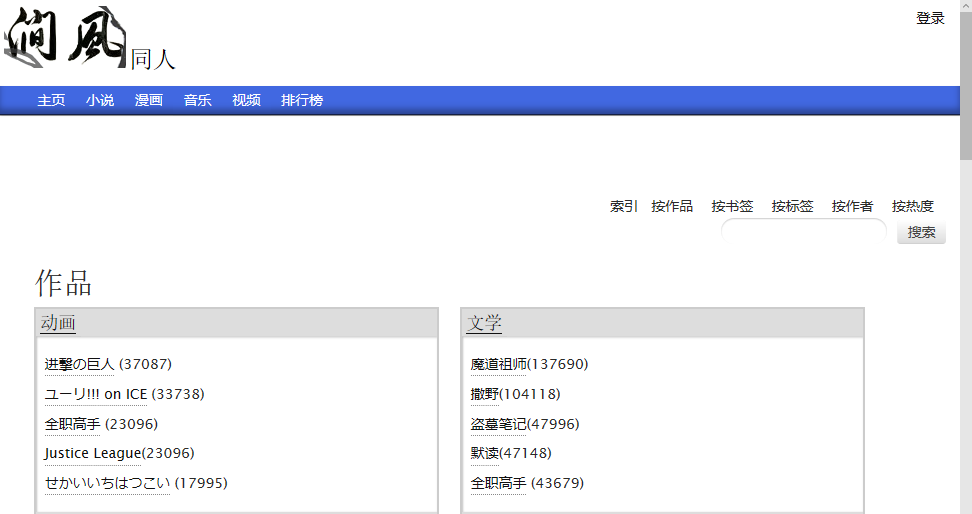 澗風同人
登录
主页 小说 漫画 音乐 视频 排行榜
索引 按作品 按书签 按标签 按作者 按热度
搜索
作品
动画
进擊の巨人 (37087)
ユーリ!!! on ICE (33738)
全职高手 (23096)
Justice League(23096)
せかいいちはつこい (17995)
文学
魔道祖师(137690)
撒野(104118)
盗墓笔记(47996)
默读(47148)
全职高手 (43679)